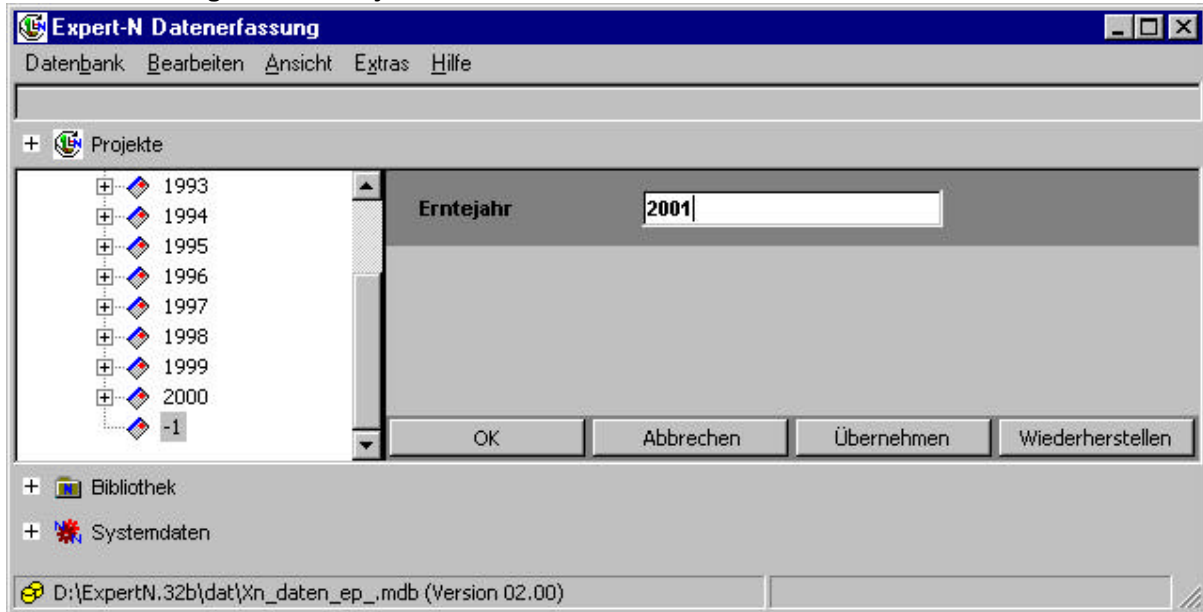 Expert-N Datenerfassung
Datenbank Bearbeiten Ansicht Extras Hilfe
Projekte
1993
1994
1995
1996
1997
1998
1999
2000
-1
Erntejahr 2001
OK Abbrechen Übernehmen Wiederherstellen
Bibliothek
Systemdaten
D:\ExpertN.32b\dat\Xn_daten_ep_.mdb (Version 02.00)